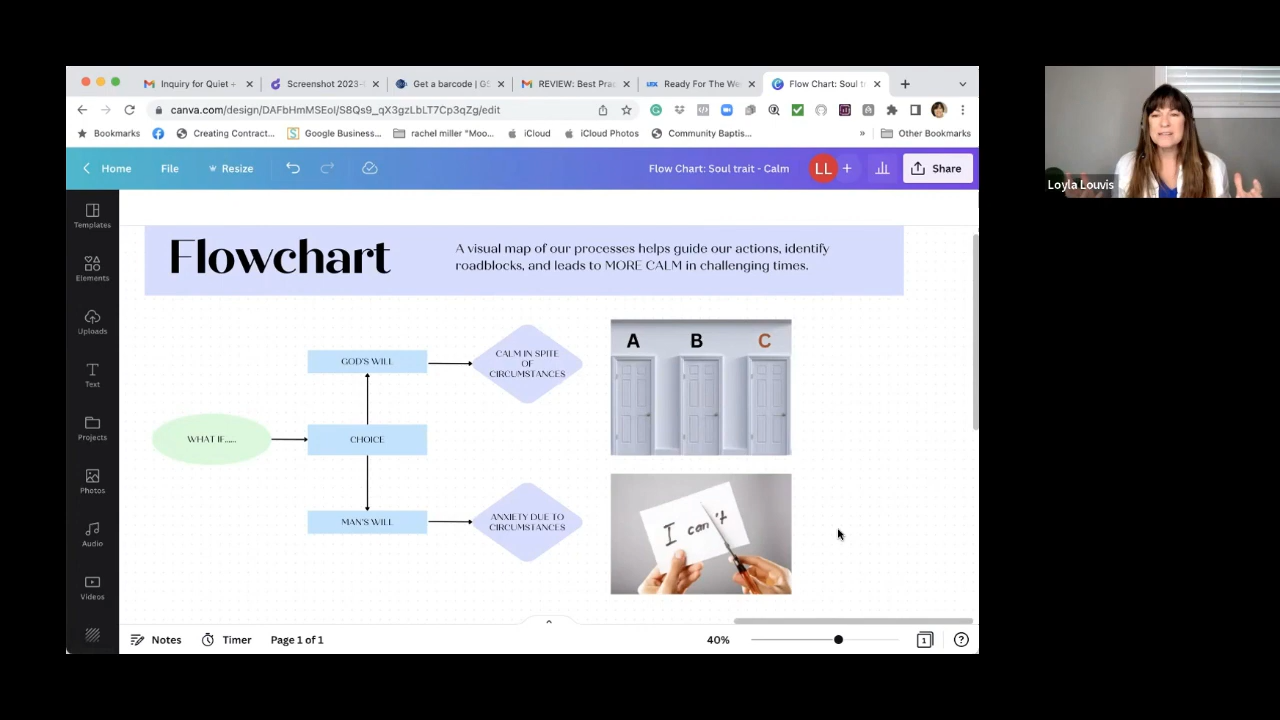 Inquiry for Quiet +
Screenshot 2023-
Get a barcode | GS
REVIEW: Best Prac
Ready For The We
Flow Chart: Soul tr
canva.com/design/DAFbHmMSEoI/S8Qs9_qX3gzLbLT7Cp3qZg/edit
Bookmarks
Creating Contract...
Google Business...
rachel miller "Moo...
iCloud
iCloud Photos
Community Baptis...
»
Other Bookmarks
Home
File
Resize
Flow Chart: Soul trait - Calm
LL
+
Share
Templates
Elements
Uploads
Text
Projects
Photos
Audio
Videos
Flowchart
A visual map of our processes helps guide our actions, identify
roadblocks, and leads to MORE CALM in challenging times.
GOD'S WILL
CALM IN SPITE
OF
CIRCUMSTANCES
WHAT IF......
CHOICE
MAN'S WILL
ANXIETY DUE TO
CIRCUMSTANCES
A B C
I can't
Notes
Timer
Page 1 of 1
40%
1
?
Loyla Louvis